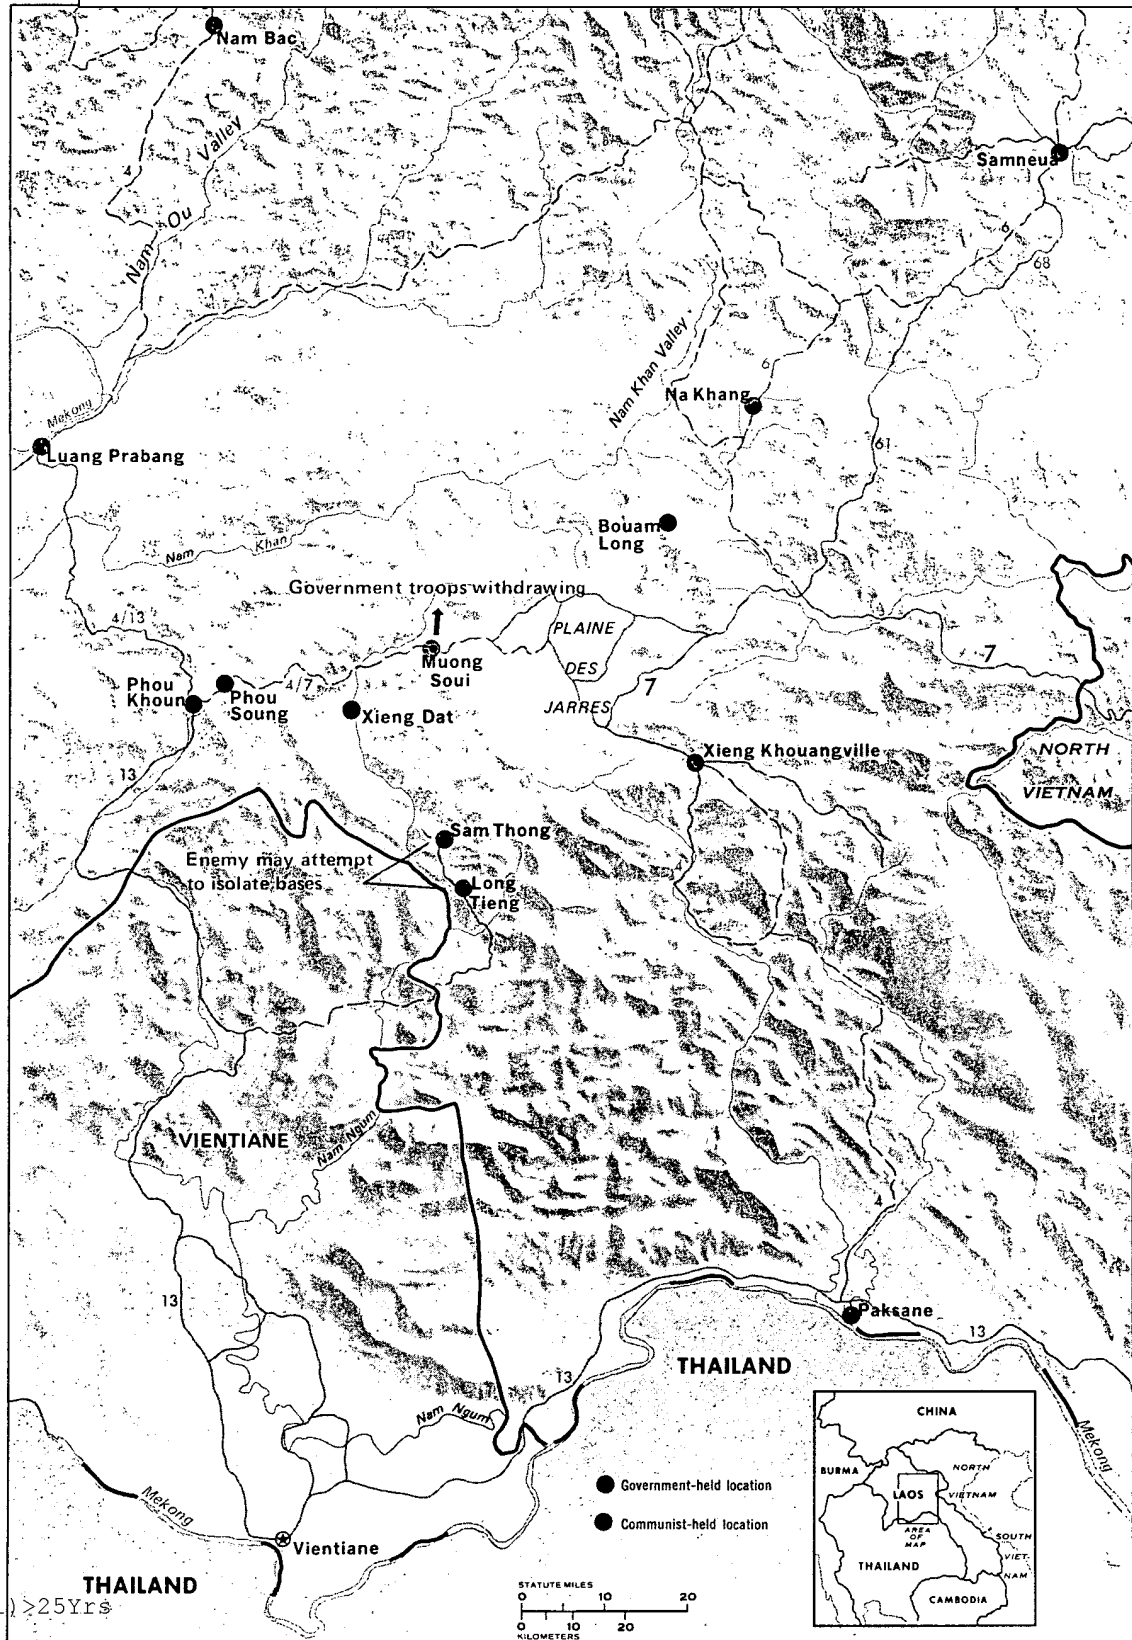 Nam Bac
Nam Ou Valley
4
Samneua
6
68
Nam Khan Valley
6
Na Khang
61
Mekong
Luang Prabang
Bouam
Long
Nam Khan
Government troops withdrawing
4/13
PLAINE
DES
JARRES
Muong
Soui
7
7
Phou
Khoun
Phou
Soung
4/7
Xieng Dat
Xieng Khouangville
NORTH
VIETNAM
13
Sam Thong
Enemy may attempt
to isolate bases
Long
Tieng
VIENTIANE
Nam Ngum
4
13
Paksane
13
THAILAND
13
Nam Ngum
Mekong
Mekong
Vientiane
THAILAND
Government-held location
Communist-held location
STATUTE MILES
0 20
0 10 20
KILOMETERS
CHINA
BURMA
NORTH
VIETNAM
LAOS
AREA
OF
MAP
SOUTH
VIET-
NAM
THAILAND
CAMBODIA
)>25Yrs